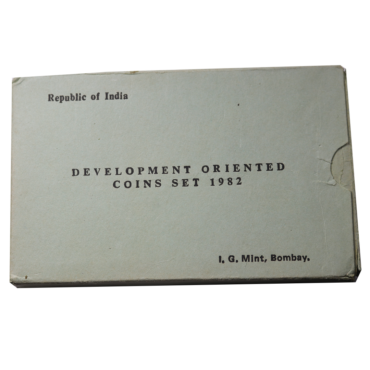 Republic of India
DEVELOPMENT ORIENTED
COINS SET 1982
I. G. Mint, Bombay.